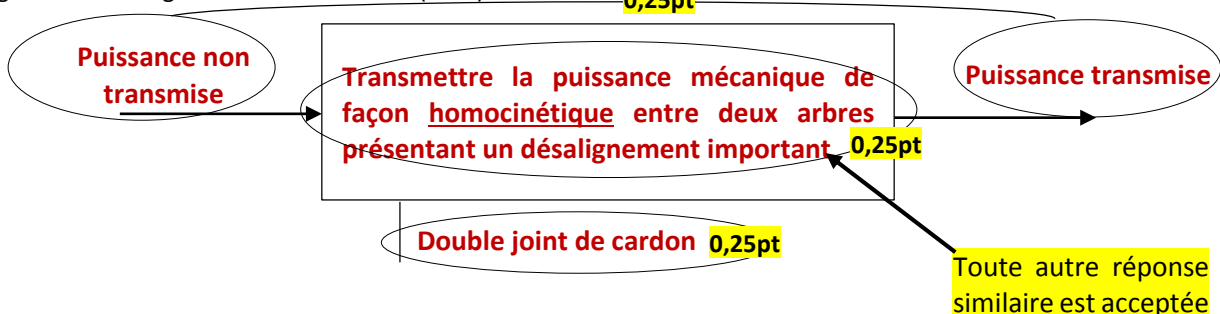 0,25pt
Puissance non
transmise
Transmettre la puissance mécanique de
façon homocinétique entre deux arbres
présentant un désalignement important
0,25pt
Puissance transmise
Double joint de cardon 0,25pt
Toute autre réponse
similaire est acceptée